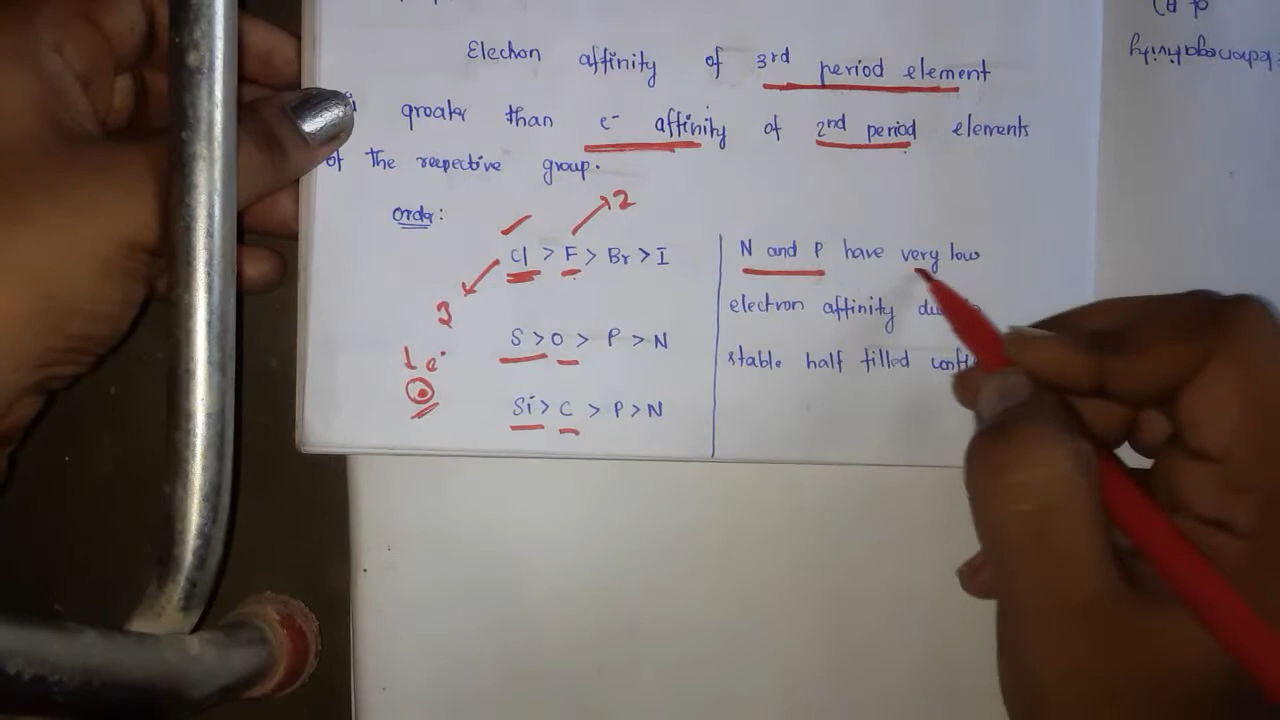 Electron affinity of 3rd period element
greater than e- affinity of 2nd period elements
of the respective group.
Order:
2
Cl > F > Br > I
3
S > O > P > N
1 e-
Si > C > P > N
N and P have very low
electron affinity
stable half filled